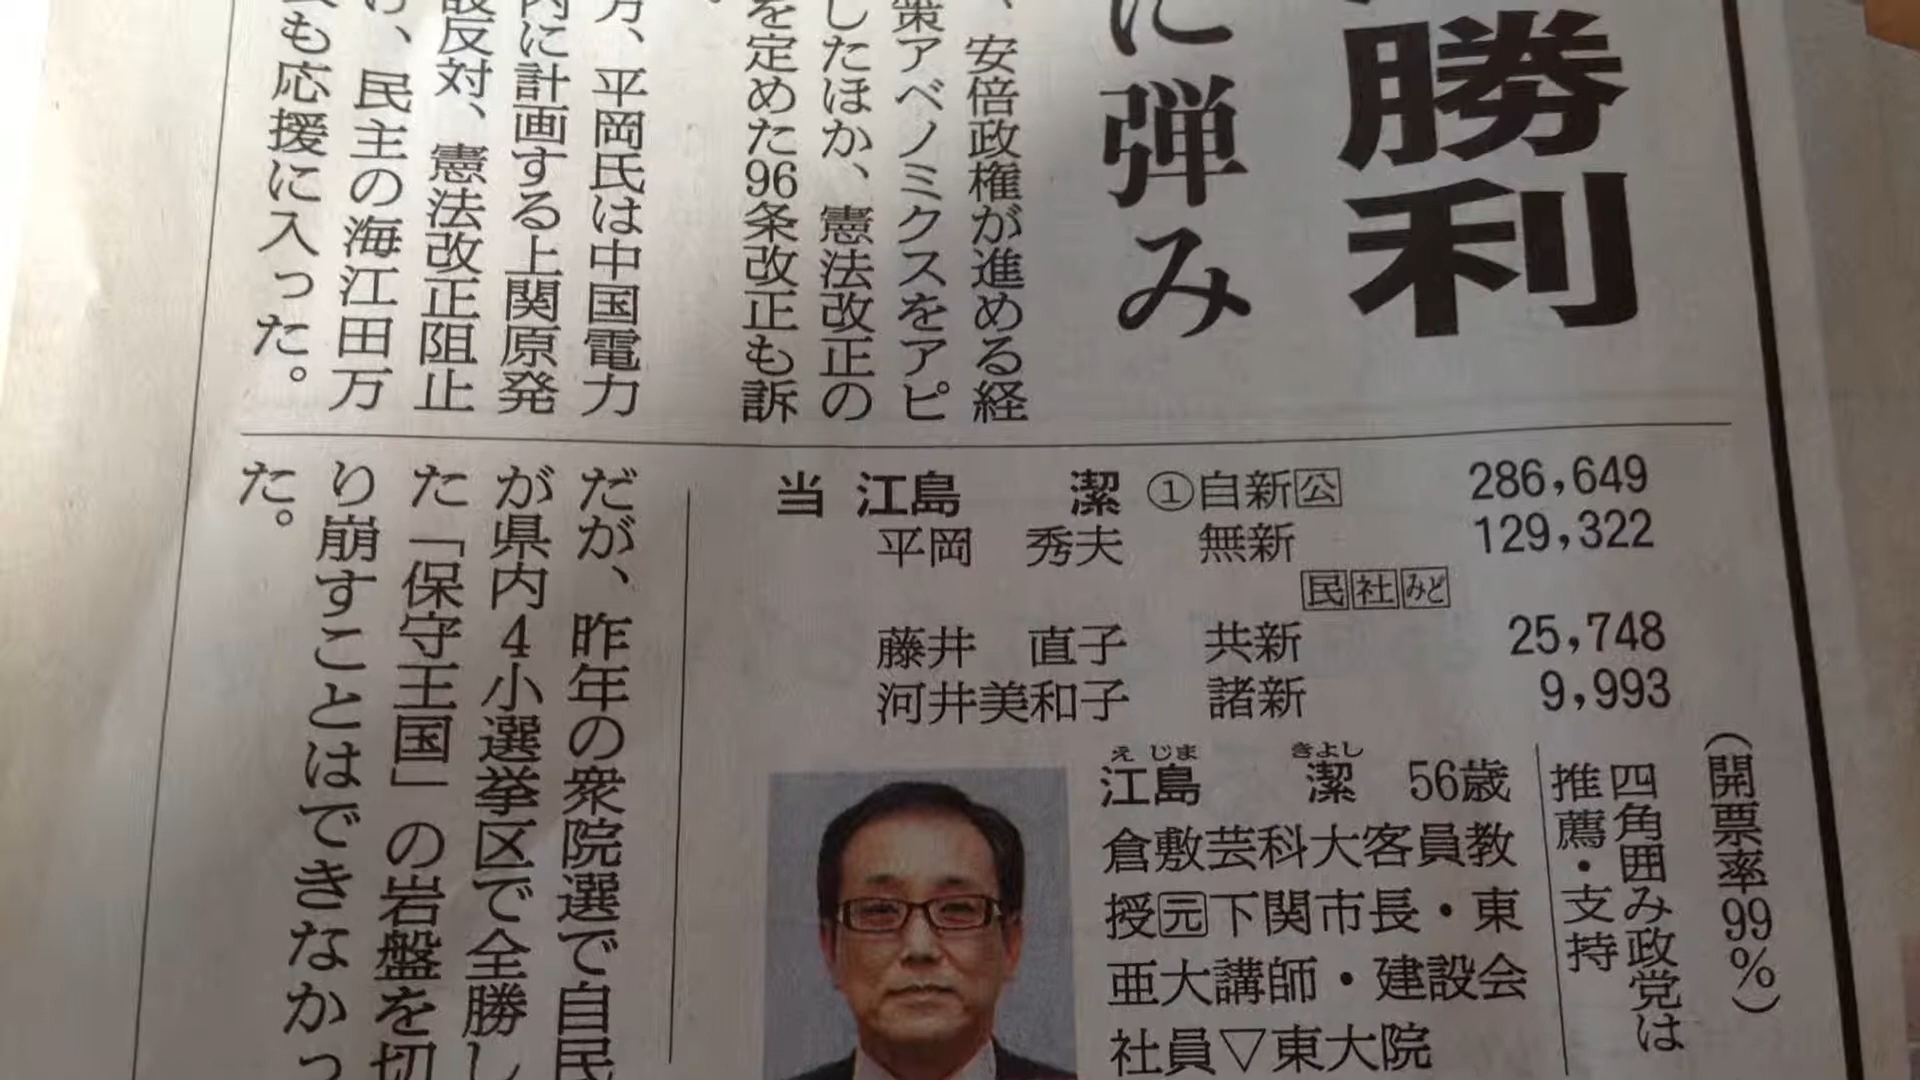 勝利
に弾み
、安倍政権が進める経
策アベノミクスをアピ
したほか、憲法改正の
を定めた96条改正も訴
。
万、平岡氏は中国電力
内に計画する上関原発
設反対、憲法改正阻止
け、民主の海江田万
も応援に入った。
当 江島 潔 ①自新公 286,649
平岡 秀夫 無新 129,322
民社みど
藤井 直子 共新 25,748
河井美和子 諸新 9,993
(開票率99%)
四角囲み政党は
推薦・支持
えじま きよし
江島 潔 56歳
倉敷芸科大客員教
授元下関市長・東
亜大講師・建設会
社員▽東大院
だが、昨年の衆院選で自民
が県内4小選挙区で全勝し
た「保守王国」の岩盤を切
り崩すことはできなかっ
た。